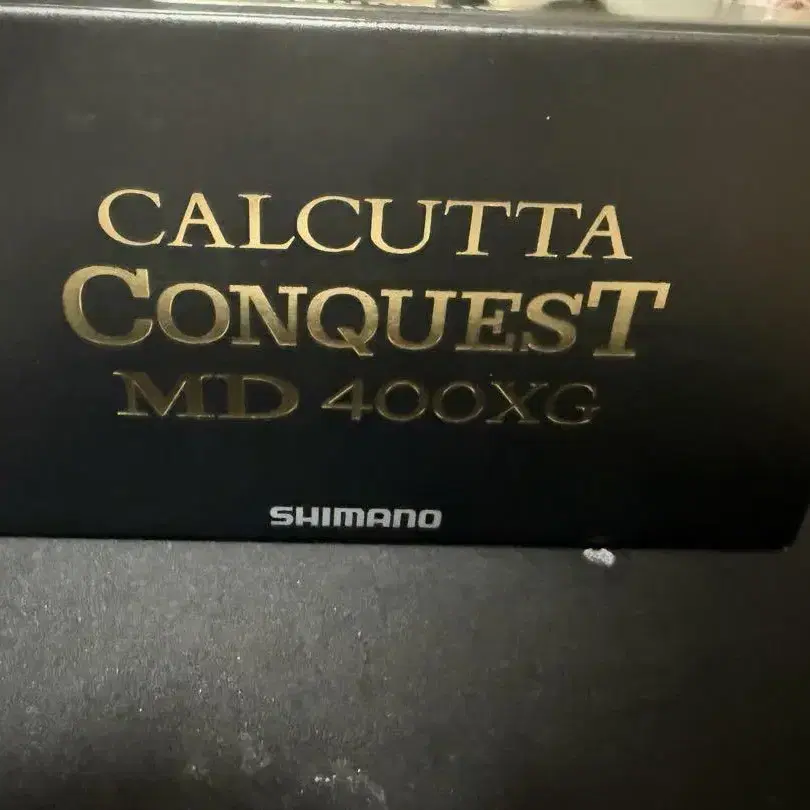 CALCUTTA
CONQUEST
MD 400XG
SHIMANO